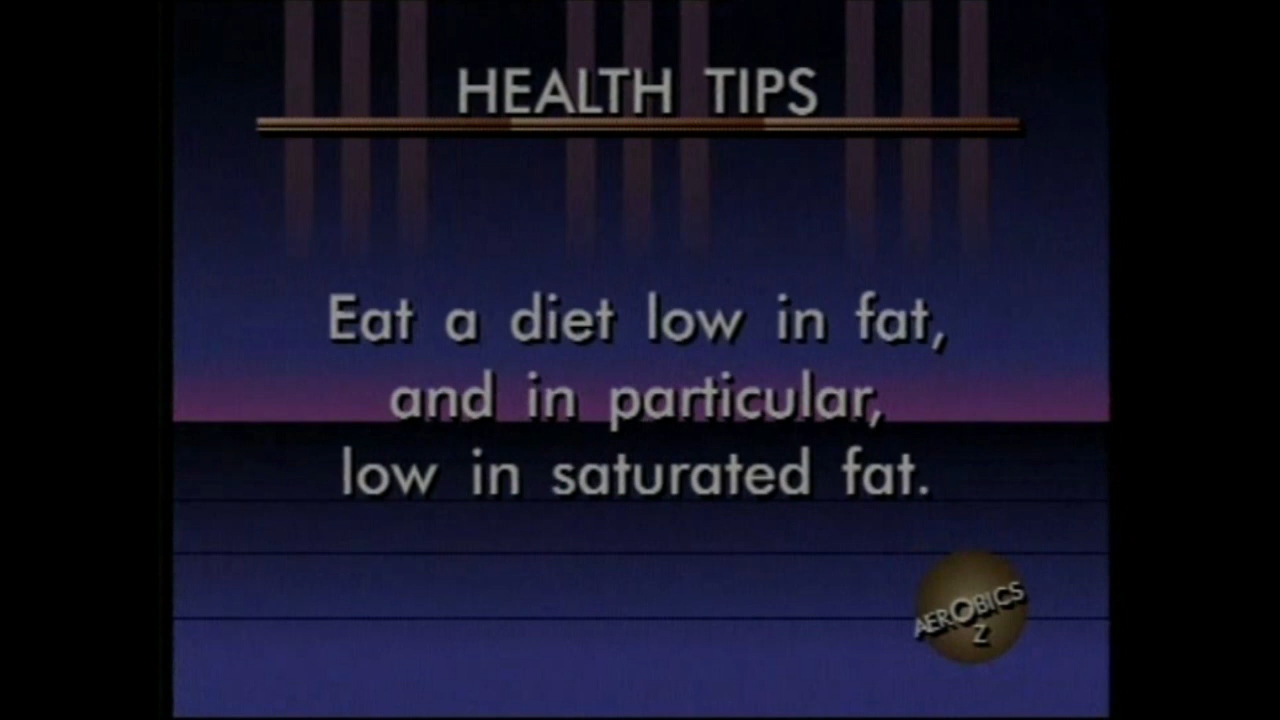 HEALTH TIPS
Eat a diet low in fat,
and in particular,
low in saturated fat.
AEROBICS
Z